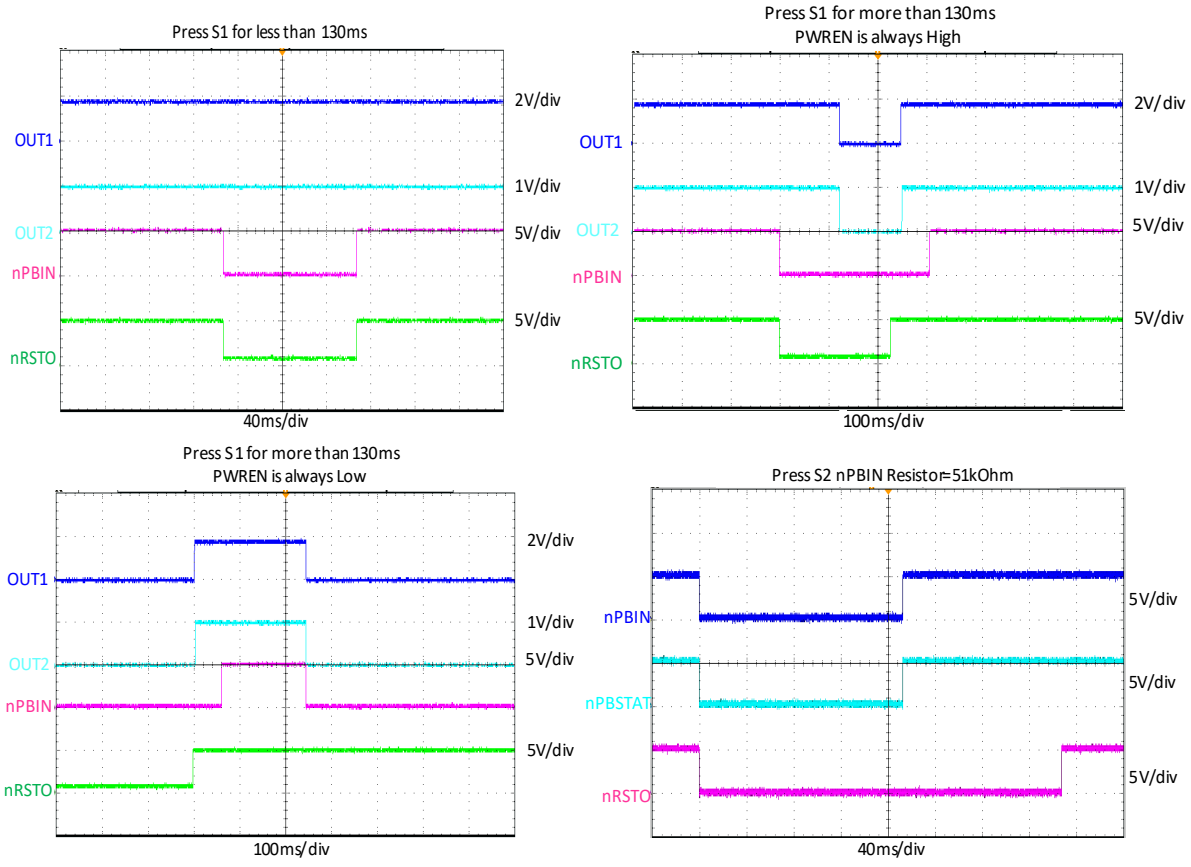 Press S1 for less than 130ms
2V/div
OUT1
1V/div
OUT2
5V/div
nPBIN
5V/div
nRSTO
40ms/div
Press S1 for more than 130ms
PWREN is always High
2V/div
OUT1
1V/div
OUT2
5V/div
nPBIN
5V/div
nRSTO
100ms/div
Press S1 for more than 130ms
PWREN is always Low
2V/div
OUT1
1V/div
OUT2
5V/div
nPBIN
5V/div
nRSTO
100ms/div
Press S2 nPBIN Resistor=51kOhm
5V/div
nPBIN
5V/div
nPBSTAT
5V/div
nRSTO
40ms/div